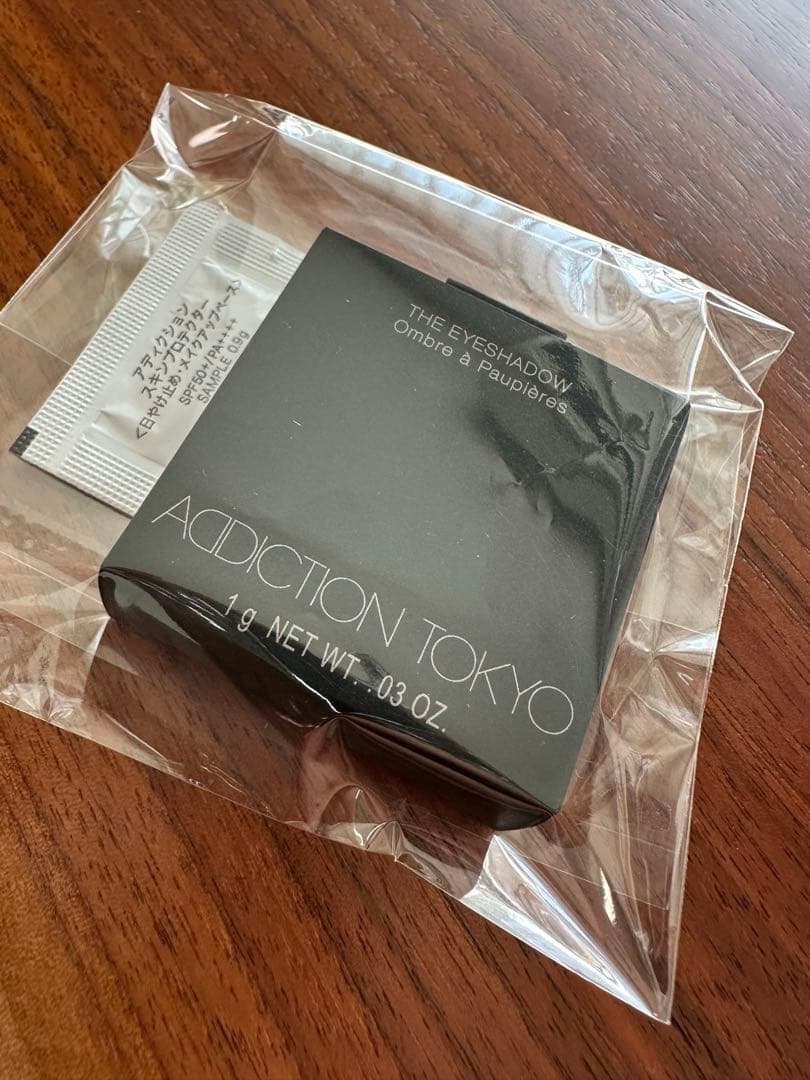 アディクション
スキンプロテクター
<日やけ止め・メイクアップベース>
SPF50+/PA++++
SAMPLE 0.9g
THE EYESHADOW
Ombre à Paupières
ADDICTION TOKYO
1 g NET WT. .03 OZ.